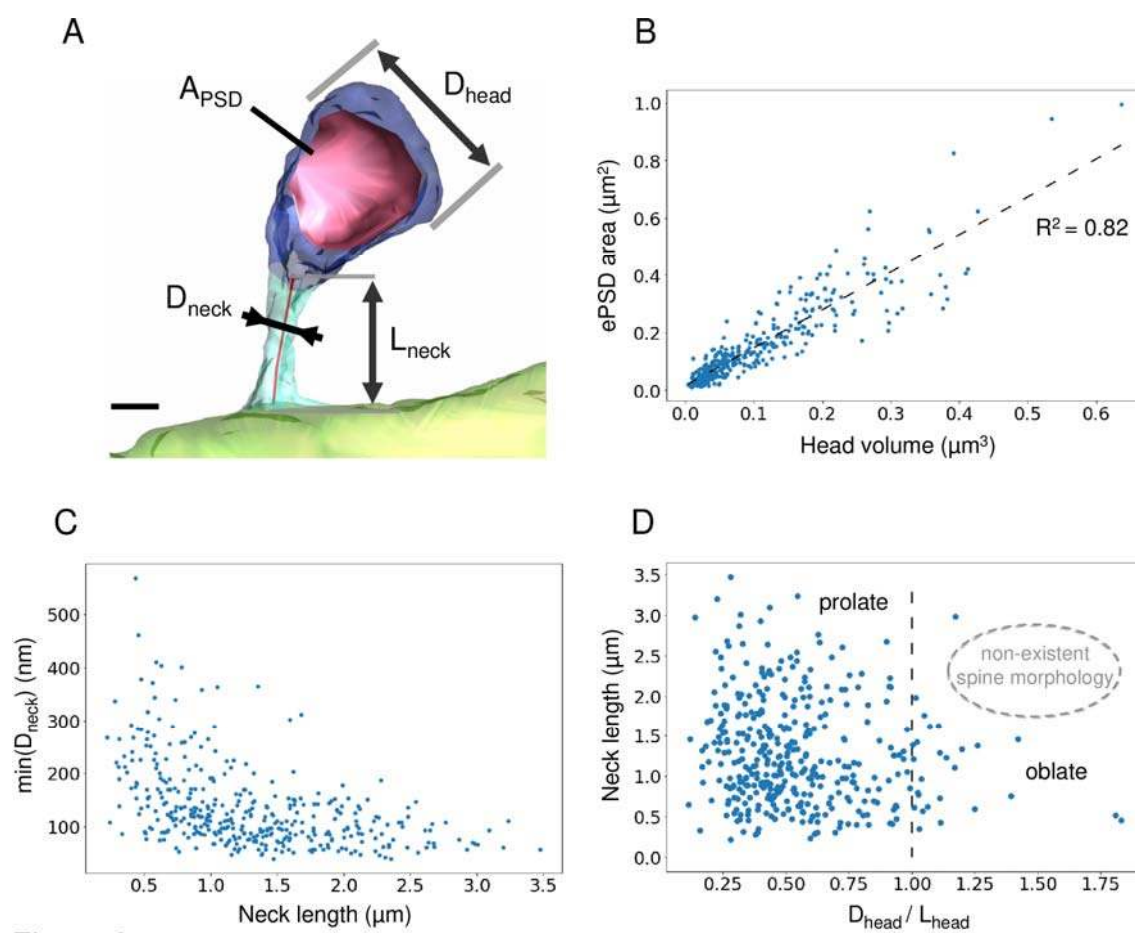 A
A_PSD
D_head
D_neck
L_neck
B
ePSD area (µm²)
1.0
0.8
0.6
0.4
0.2
0.0
R² = 0.82
0.0 0.1 0.2 0.3 0.4 0.5 0.6
Head volume (µm³)
C
min(D_neck) (nm)
500
400
300
200
100
0.5 1.0 1.5 2.0 2.5 3.0 3.5
Neck length (µm)
D
Neck length (µm)
3.5
3.0
2.5
2.0
1.5
1.0
0.5
0.0
prolate
non-existent
spine morphology
oblate
0.25 0.50 0.75 1.00 1.25 1.50 1.75
D_head / L_head